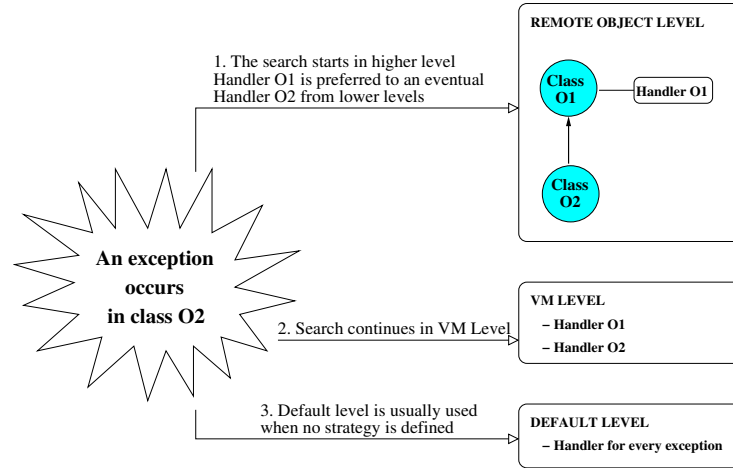 REMOTE OBJECT LEVEL
1. The search starts in higher level
Handler O1 is preferred to an eventual
Handler O2 from lower levels
Class
O1
Handler O1
Class
O2
An exception
occurs
in class O2
VM LEVEL
– Handler O1
– Handler O2
2. Search continues in VM Level
3. Default level is usually used
when no strategy is defined
DEFAULT LEVEL
– Handler for every exception